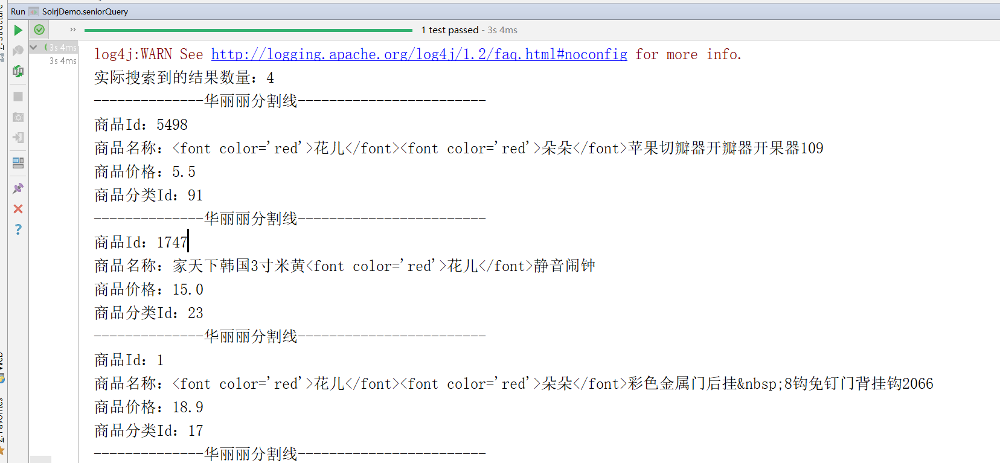 Run SolrjDemo.seniorQuery
1 test passed - 3s 4ms
3s 4ms
3s 4ms
log4j:WARN See http://logging.apache.org/log4j/1.2/faq.html#noconfig for more info.
实际搜索到的结果数量：4
--------------华丽丽分割线------------------------
商品Id：5498
商品名称：<font color='red'>花儿</font><font color='red'>朵朵</font>苹果切瓣器开瓣器开果器109
商品价格：5.5
商品分类Id：91
--------------华丽丽分割线------------------------
商品Id：1747
商品名称：家天下韩国3寸米黄<font color='red'>花儿</font>静音闹钟
商品价格：15.0
商品分类Id：23
--------------华丽丽分割线------------------------
商品Id：1
商品名称：<font color='red'>花儿</font><font color='red'>朵朵</font>彩色金属门后挂&nbsp;8钩免钉门背挂钩2066
商品价格：18.9
商品分类Id：17
--------------华丽丽分割线------------------------
Web
2: Favorites